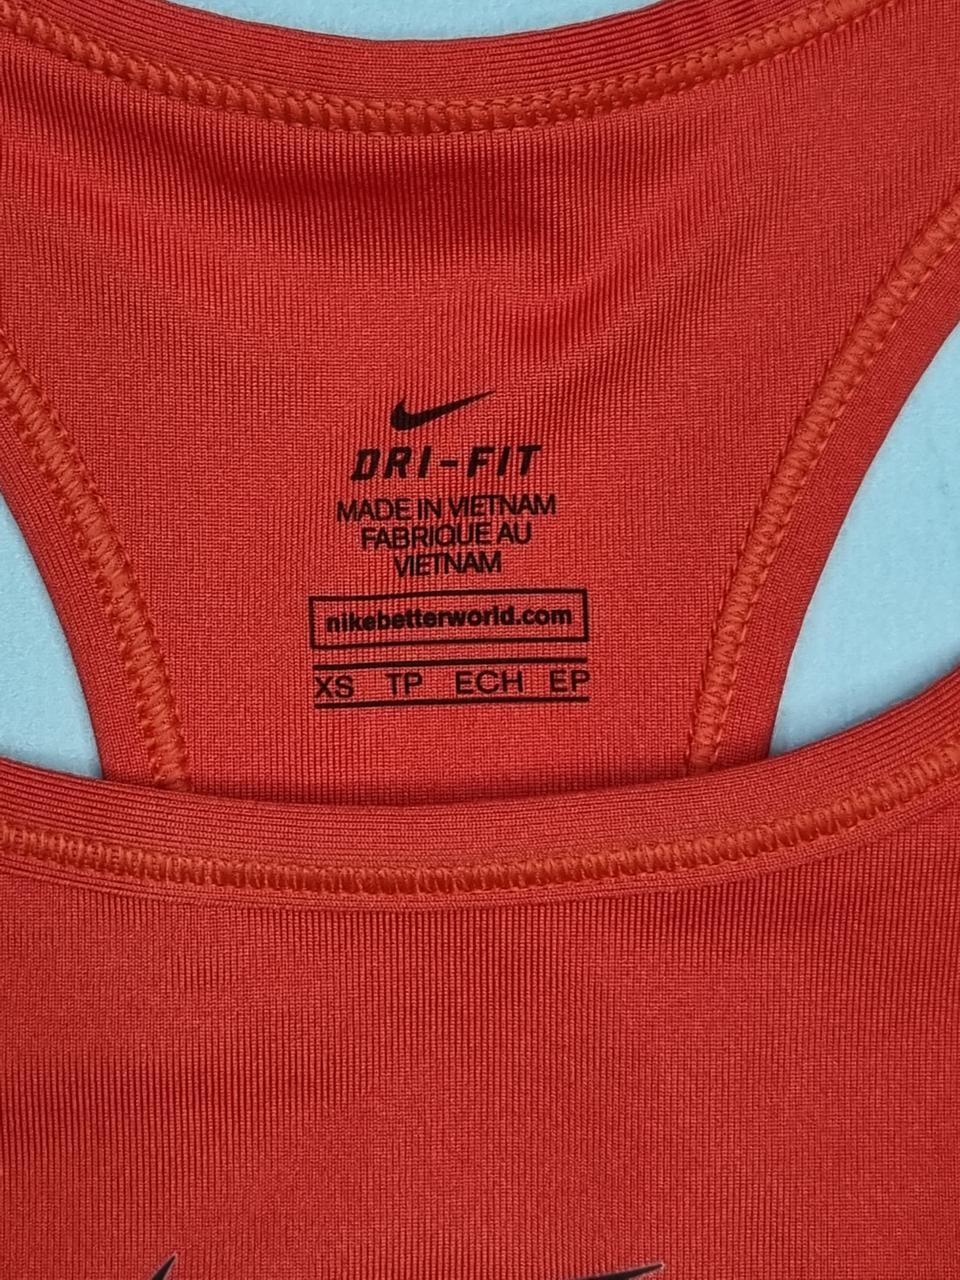 DRI-FIT
MADE IN VIETNAM
FABRIQUE AU
VIETNAM
nikebetterworld.com
XS TP ECH EP